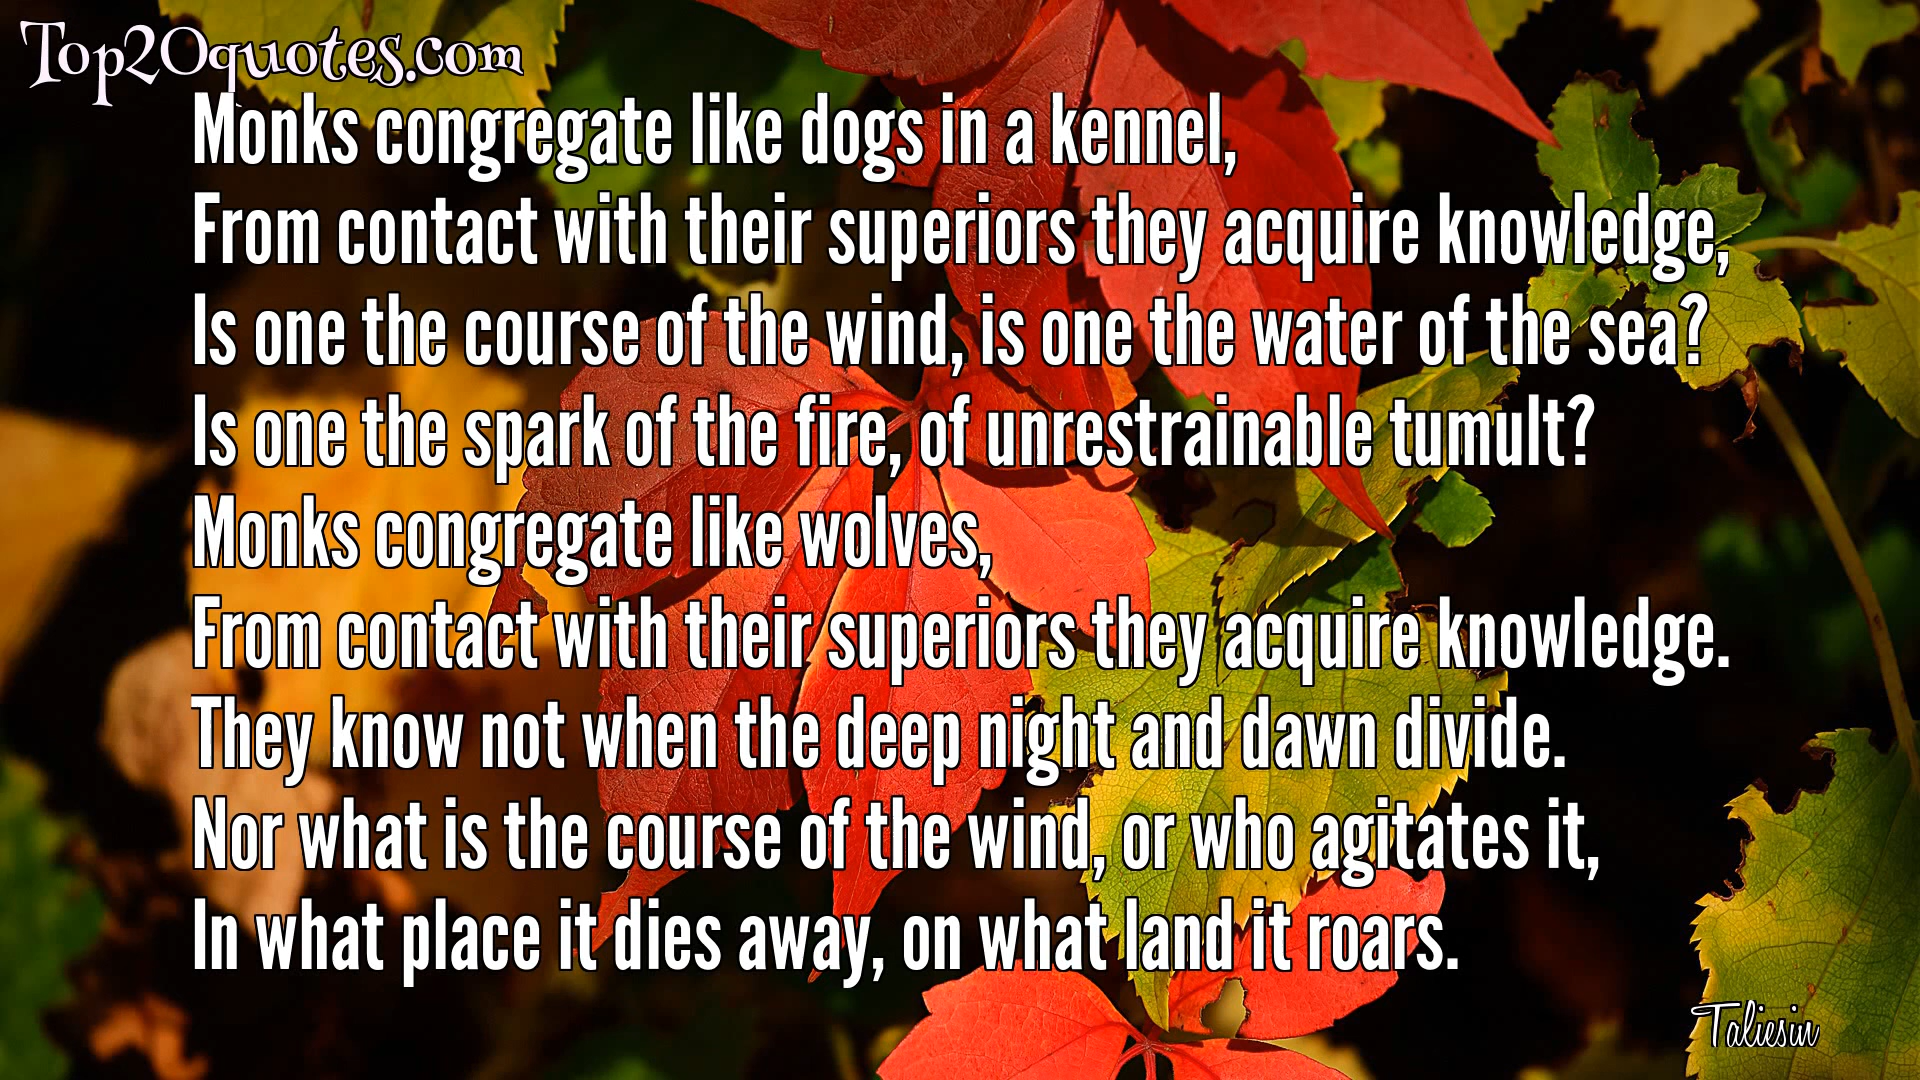 Top20quotes.com
Monks congregate like dogs in a kennel,
From contact with their superiors they acquire knowledge,
Is one the course of the wind, is one the water of the sea?
Is one the spark of the fire, of unrestrainable tumult?
Monks congregate like wolves,
From contact with their superiors they acquire knowledge.
They know not when the deep night and dawn divide.
Nor what is the course of the wind, or who agitates it,
In what place it dies away, on what land it roars.
Taliesin